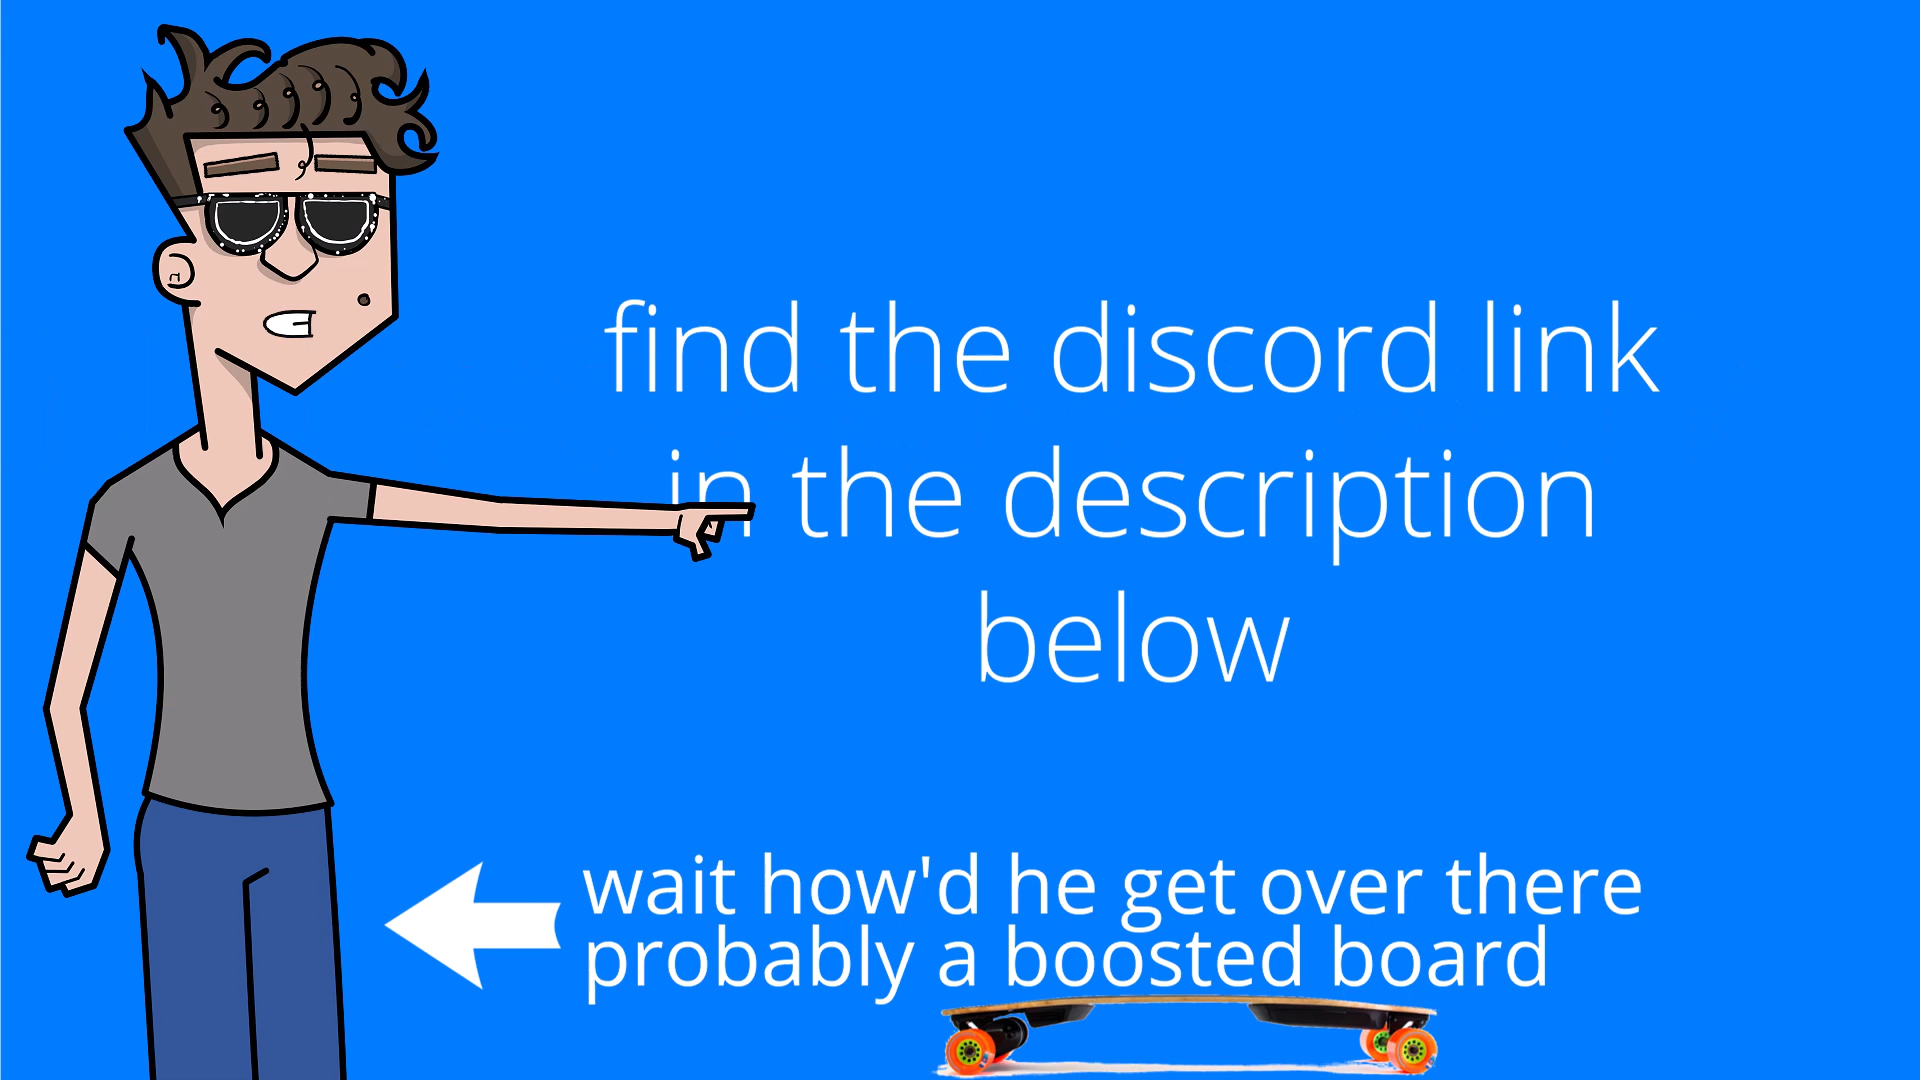 find the discord link
in the description
below
wait how'd he get over there
probably a boosted board